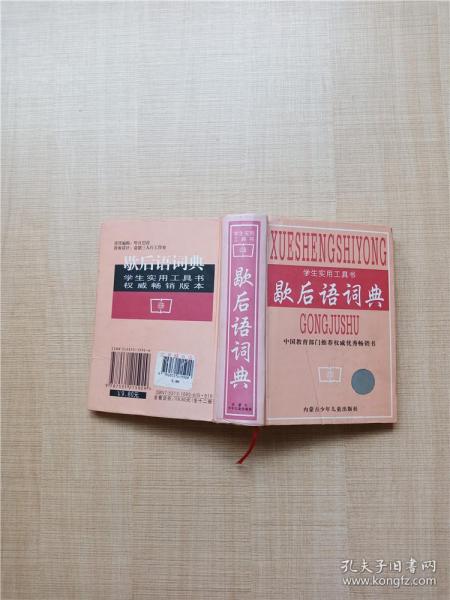 歇后语词典
学生实用工具书
权威畅销版本
19.80元
学生实用
工具书
歇后语词典
XUESHENGSHIYONG
学生实用工具书
歇后语词典
GONGJUSHU
中国教育部门推荐权威优秀畅销书
内蒙古少年儿童出版社
孔夫子旧书网
www.kongfz.com